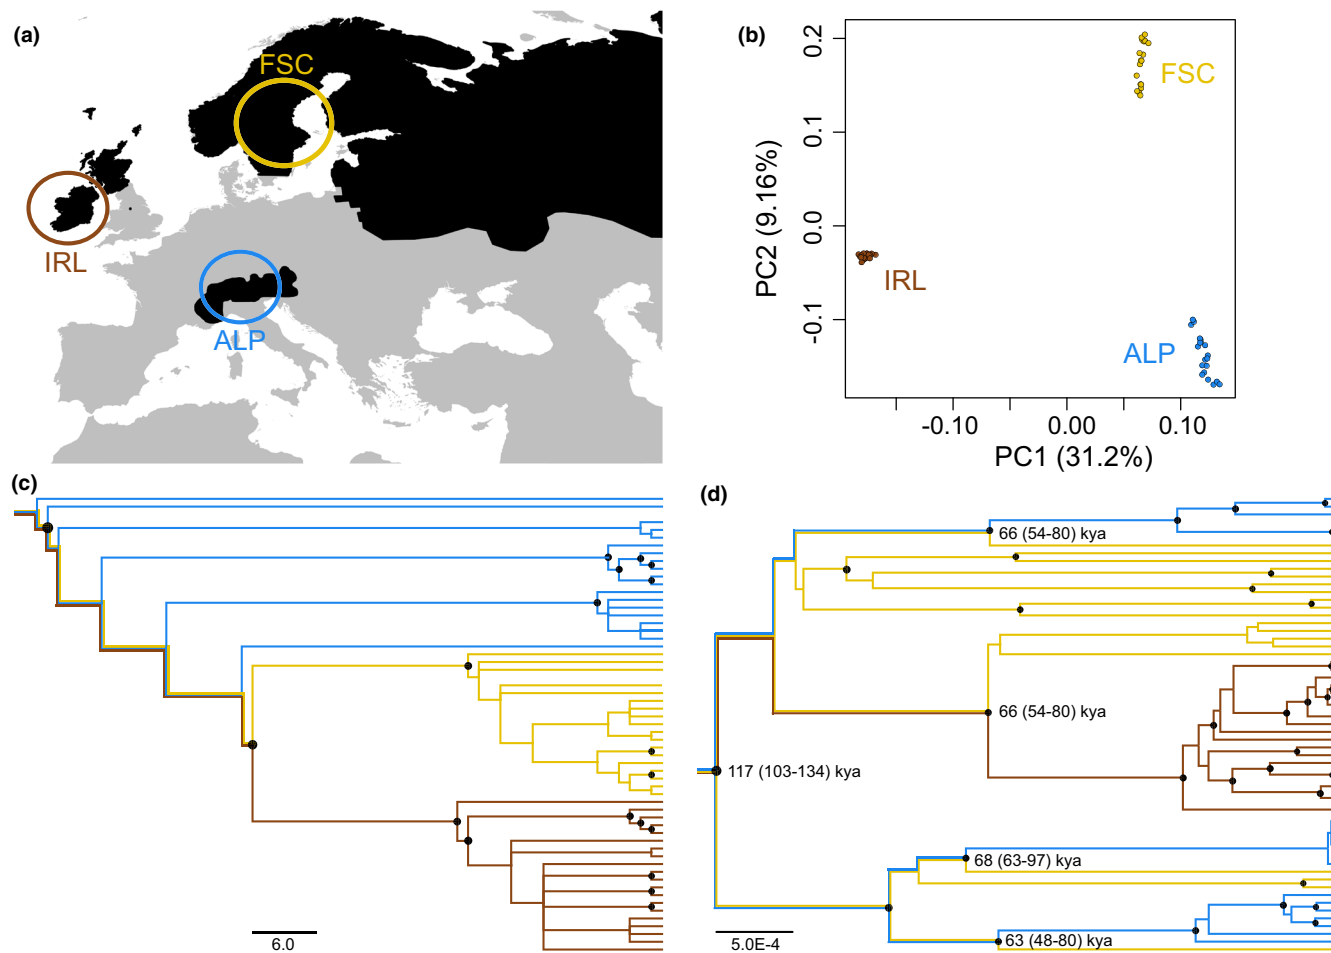 (a)
FSC
IRL
ALP
(b)
PC2 (9.16%)
0.2
0.1
0.0
-0.1
FSC
IRL
ALP
-0.10
0.00
0.10
PC1 (31.2%)
(c)
6.0
(d)
66 (54-80) kya
66 (54-80) kya
117 (103-134) kya
68 (63-97) kya
63 (48-80) kya
5.0E-4